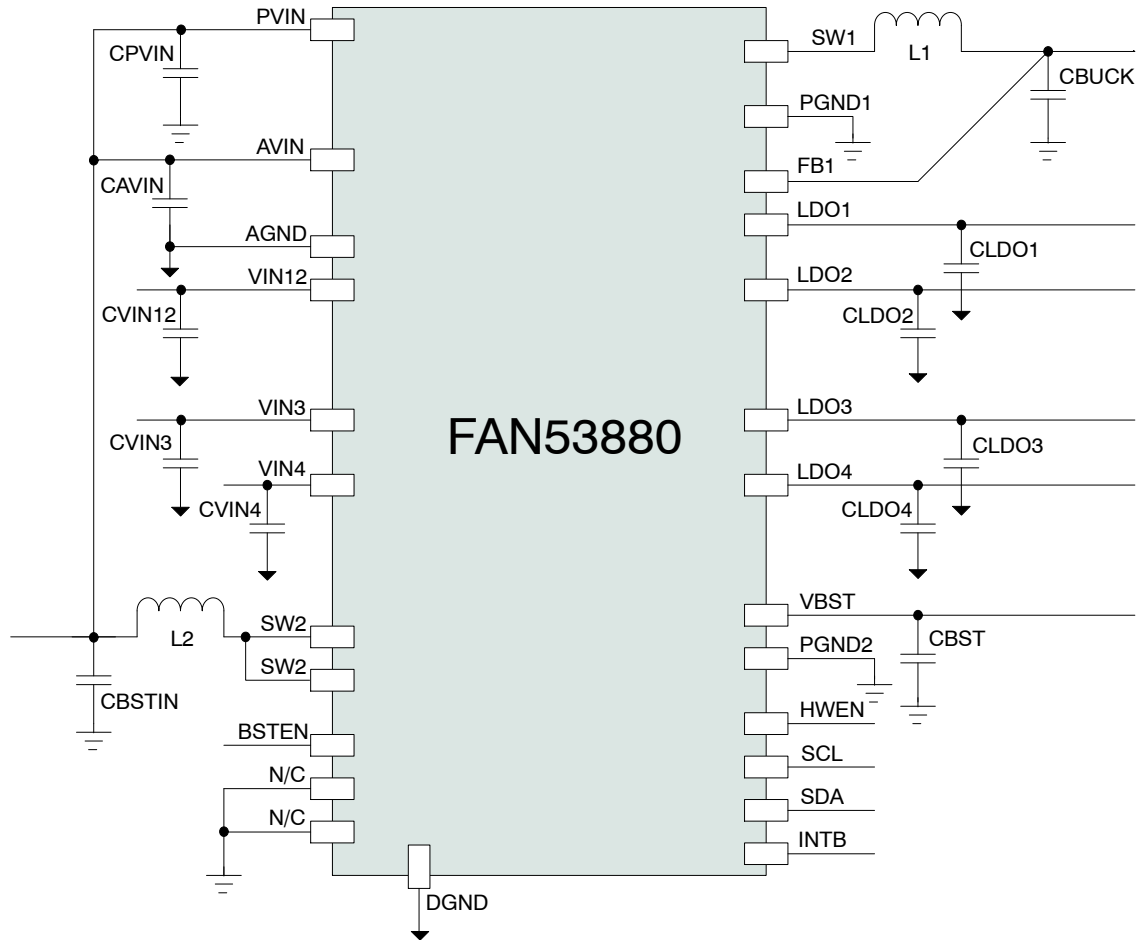 PVIN
SW1
L1
CPVIN
CBUCK
PGND1
AVIN
FB1
CAVIN
LDO1
AGND
CLDO1
VIN12
LDO2
CVIN12
CLDO2
VIN3
LDO3
CVIN3
FAN53880
CLDO3
VIN4
LDO4
CVIN4
CLDO4
VBST
SW2
L2
CBST
PGND2
SW2
CBSTIN
HWEN
BSTEN
SCL
N/C
SDA
N/C
INTB
DGND